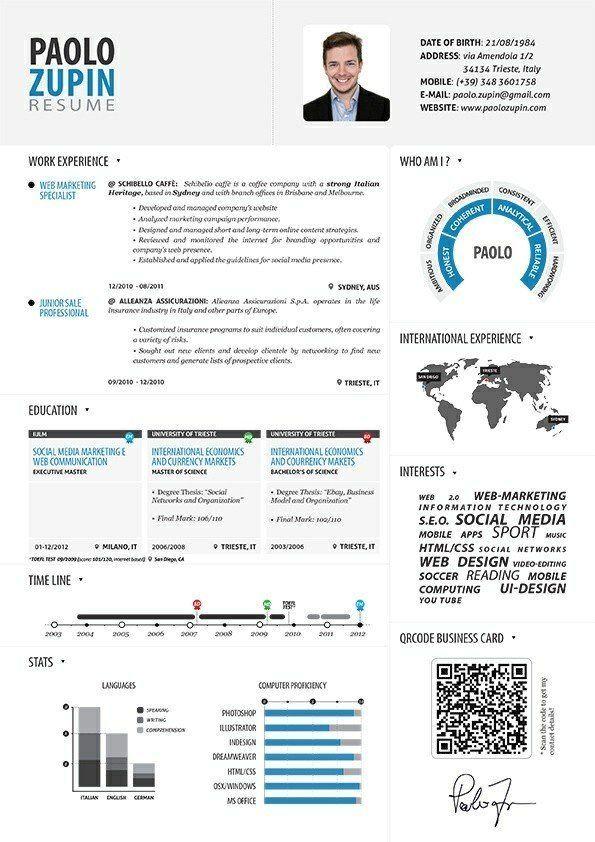 PAOLO
ZUPIN
RESUME
DATE OF BIRTH: 21/08/1984
ADDRESS: via Amendola 1/2
34134 Trieste, Italy
MOBILE: (+39) 348 3601758
E-MAIL: paolo.zupin@gmail.com
WEBSITE: www.paolozupin.com
WORK EXPERIENCE
WEB MARKETING
SPECIALIST
@ SCHIBELLO CAFFÈ: Schibello caffè is a coffee company with a strong Italian
Heritage, based in Sydney and with branch offices in Brisbane and Melbourne.
• Developed and managed company's website
• Analyzed marketing campaign performance.
• Designed and managed short and long-term online content strategies.
• Reviewed and monitored the internet for branding opportunities and
company's web presence.
• Established and applied the guidelines for social media presence.
12/2010 - 08/2011
SYDNEY, AUS
JUNIOR SALE
PROFESSIONAL
@ ALLEANZA ASSICURAZIONI: Alleanza Assicurazioni S.p.A. operates in the life
insurance industry in Italy and other parts of Europe.
• Customized insurance programs to suit individual customers, often covering
a variety of risks.
• Sought out new clients and develop clientele by networking to find new
customers and generate lists of prospective clients.
09/2010 - 12/2010
TRIESTE, IT
EDUCATION
IULM
SOCIAL MEDIA MARKETING E
WEB COMMUNICATION
EXECUTIVE MASTER
01-12/2012
MILANO, IT
UNIVERSITY OF TRIESTE
INTERNATIONAL ECONOMICS
AND CURRENCY MARKETS
MASTER OF SCIENCE
• Degree Thesis: "Social
Networks and Organization"
• Final Mark: 106/110
2006/2008
TRIESTE, IT
UNIVERSITY OF TRIESTE
INTERNATIONAL ECONOMICS
AND COURRENCY MAKETS
BACHELOR'S OF SCIENCE
• Degree Thesis: "Ebay, Business
Model and Organization"
• Final Mark: 102/110
2003/2006
TRIESTE, IT
*TOEFL TEST 09/2009 (score: 101/120, internet based)
San Diego, CA
TIME LINE
TOEFL
TEST*
2003 2004 2005 2006 2007 2008 2009 2010 2011 2012
STATS
LANGUAGES
SPEAKING
WRITING
COMPREHENSION
ITALIAN ENGLISH GERMAN
COMPUTER PROFICIENCY
PHOTOSHOP
ILLUSTRATOR
INDESIGN
DREAMWEAVER
HTML/CSS
OSX/WINDOWS
MS OFFICE
WHO AM I ?
AMBITIOUS
ORGANIZED
BROADMINDED
CONSISTENT
EFFICIENT
HARDWORKING
HONEST
COHERENT
ANALYTICAL
RELIABLE
PAOLO
INTERNATIONAL EXPERIENCE
SAN DIEGO
TRIESTE
SYDNEY
INTERESTS
WEB 2.0 WEB-MARKETING
INFORMATION TECHNOLOGY
S.E.O. SOCIAL MEDIA
MOBILE APPS SPORT MUSIC
HTML/CSS SOCIAL NETWORKS
WEB DESIGN VIDEO-EDITING
SOCCER READING MOBILE
COMPUTING UI-DESIGN
YOU TUBE
QRCODE BUSINESS CARD
* Scan the code to get my
contact details!